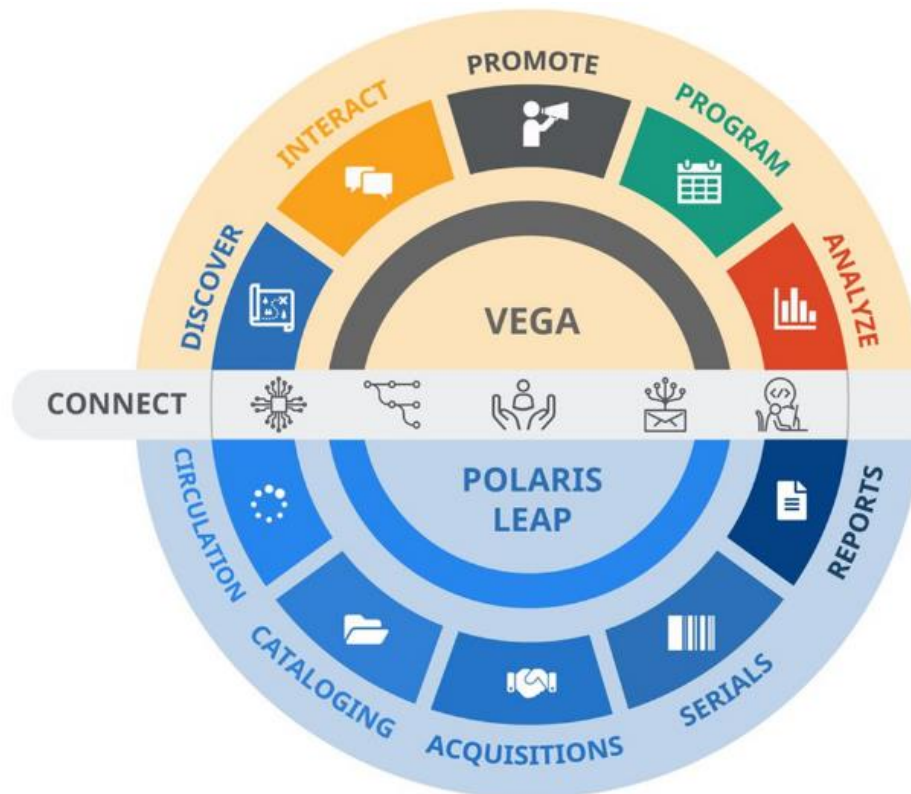 PROMOTE
INTERACT
PROGRAM
DISCOVER
ANALYZE
VEGA
CONNECT
</>
POLARIS
LEAP
CIRCULATION
REPORTS
CATALOGING
SERIALS
ACQUISITIONS